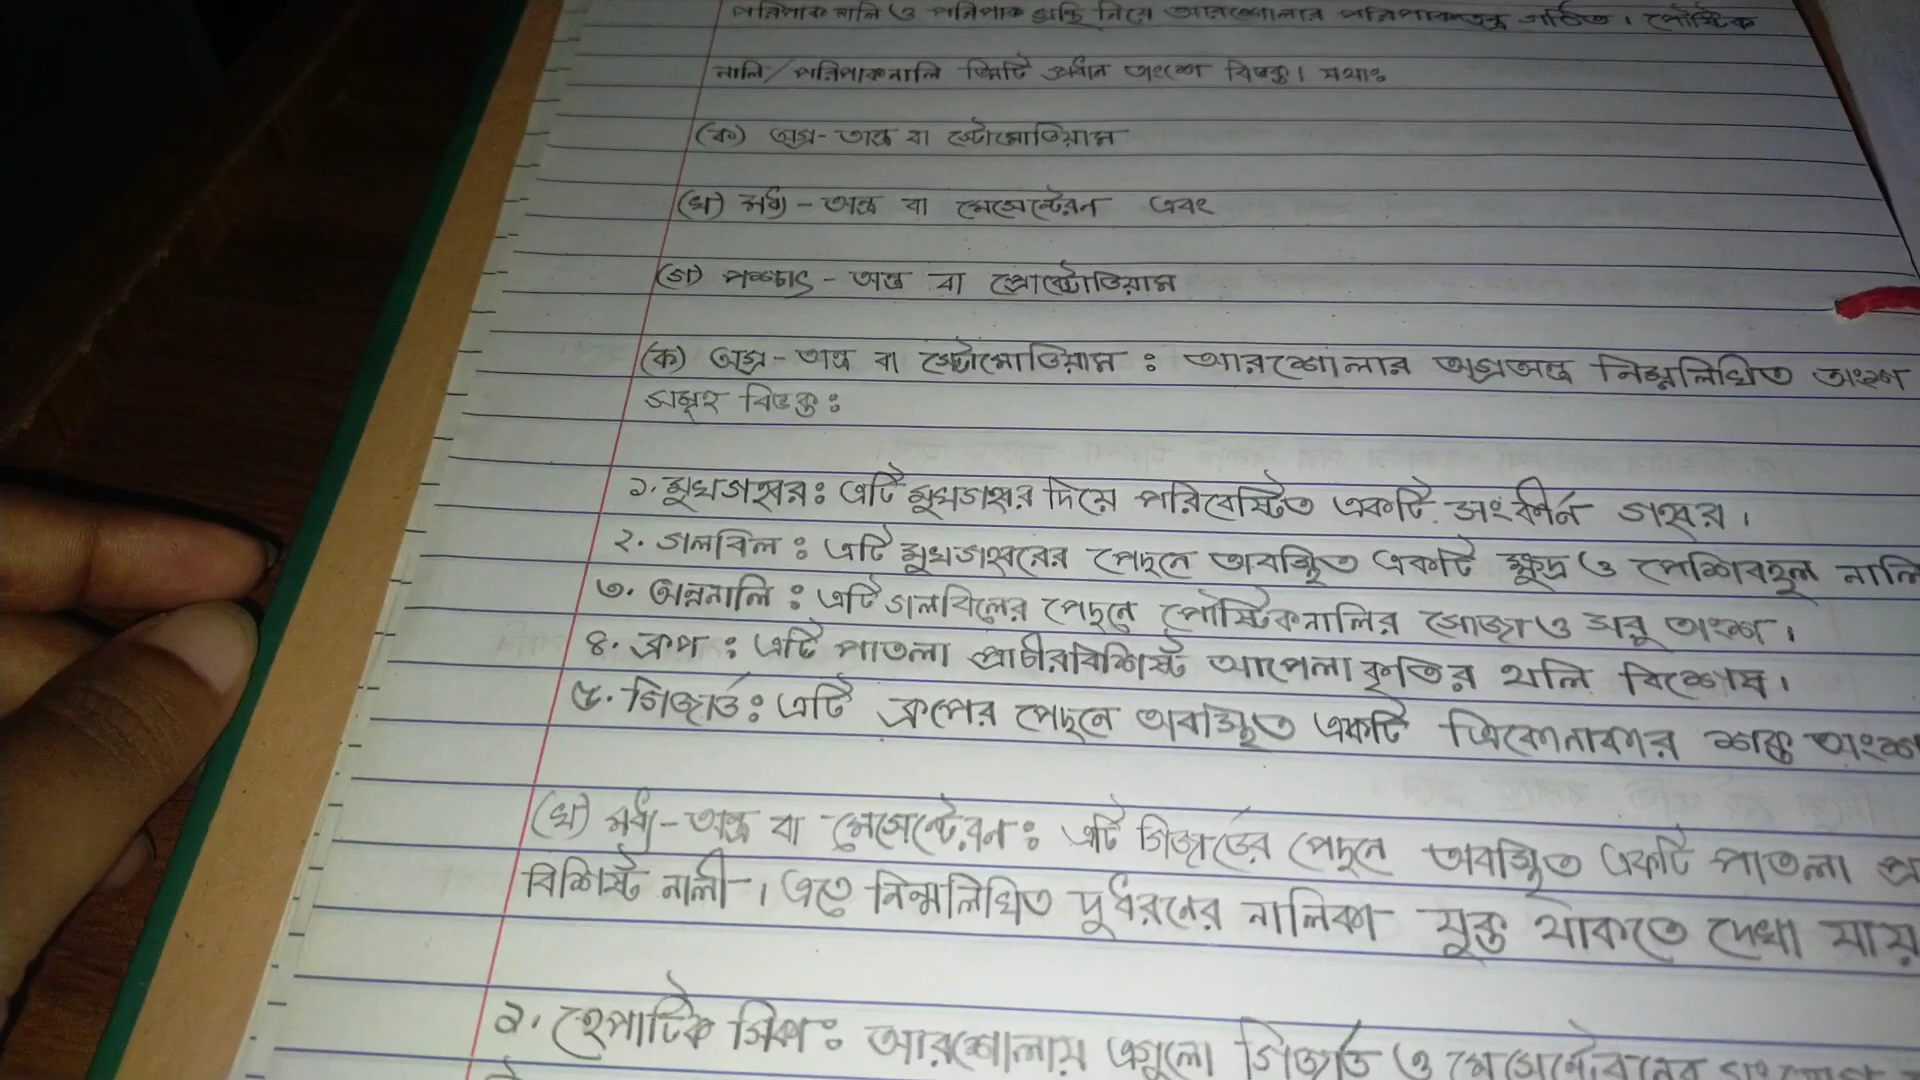 পরিপাক নালি ও পরিপাক গ্রন্থি নিয়ে আরশোলার পরিপাকতন্ত্র গঠিত। পৌষ্টিক
নালি/পরিপাকনালি তিনটি প্রধান অংশে বিভক্ত। যথাঃ
(ক) অগ্র-অন্ত্র বা স্টোমোডিয়াম
(খ) মধ্য-অন্ত্র বা মেসেন্টেরন এবং
(গ) পশ্চাৎ-অন্ত্র বা প্রোক্টোডিয়াম
(ক) অগ্র-অন্ত্র বা স্টোমোডিয়াম : আরশোলার অগ্রঅন্ত্র নিম্নলিখিত অংশে
সমূহে বিভক্ত:
১. মুখগহ্বর: এটি মুখগহ্বর দিয়ে পরিবেষ্টিত একটি সংকীর্ন গহ্বর।
২. গলবিল : এটি মুখগহ্বরের পেছনে অবস্থিত একটি ক্ষুদ্র ও পেশিবহুল নালি
৩. অন্ননালি : এটি গলবিলের পেছনে পৌষ্টিকনালির সোজা ও সরু অংশ।
৪. ক্রপ : এটি পাতলা প্রাচীরবিশিষ্ট আপেলাকৃতির থলি বিশেষ।
৫. গিজার্ড: এটি ক্রপের পেছনে অবস্থিত একটি ত্রিকোনাকার শক্ত অংশ
(খ) মধ্য-অন্ত্র বা মেসেন্টেরন: এটি গিজার্ডের পেছনে অবস্থিত একটি পাতলা
বিশিষ্ট নালী। এতে নিন্মলিখিত দুধরনের নালিকা যুক্ত থাকতে দেখা যায়
১. হেপাটিক সিকা: আরশোলায় এগুলো গিজার্ড ও মেসেন্টেরনের